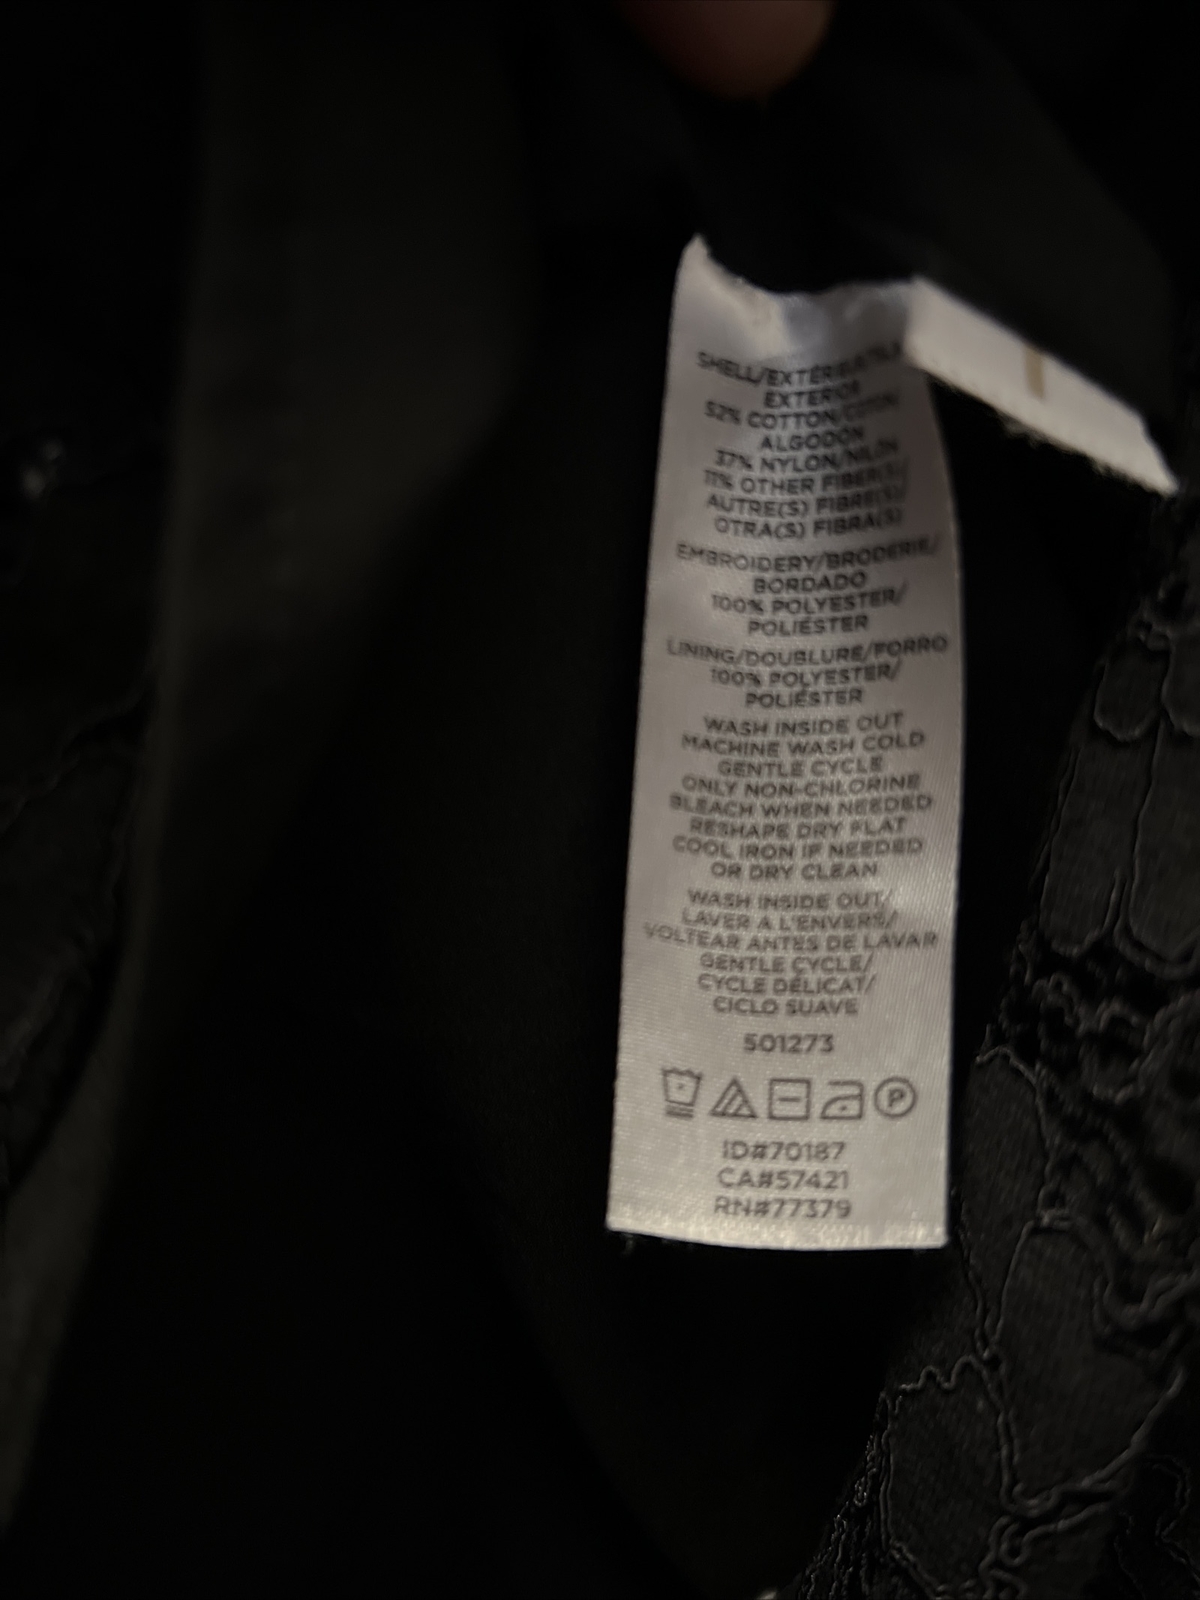 SHELL/EXTÉRIEUR/
EXTERIOR
52% COTTON/COTON/
ALGODÓN
37% NYLON/NILÓN
11% OTHER FIBER(S)/
AUTRE(S) FIBRE(S)/
OTRA(S) FIBRA(S)
EMBROIDERY/BRODERIE/
BORDADO
100% POLYESTER/
POLIÉSTER
LINING/DOUBLURE/FORRO
100% POLYESTER/
POLIÉSTER
WASH INSIDE OUT
MACHINE WASH COLD
GENTLE CYCLE
ONLY NON-CHLORINE
BLEACH WHEN NEEDED
RESHAPE DRY FLAT
COOL IRON IF NEEDED
OR DRY CLEAN
WASH INSIDE OUT/
LAVER A L'ENVERS/
VOLTEAR ANTES DE LAVAR
GENTLE CYCLE/
CYCLE DÉLICAT/
CICLO SUAVE
501273
P
ID#70187
CA#57421
RN#77379